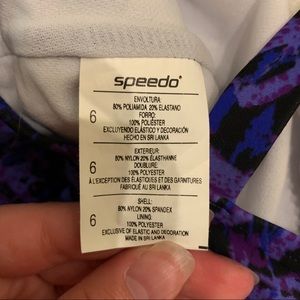 speedo
ENVOLTURA:
80% POLIAMIDA 20% ELASTANO
FORRO:
6 100% POLIÉSTER
EXCLUYENDO ELÁSTICO Y DECORACIÓN
HECHO EN SRI LANKA
EXTERIEUR:
80% NYLON 20% ÉLASTHANNE
6 DOUBLURE:
100% POLYESTER
À L'EXCEPTION DES ÉLASTIQUES ET DES GARNITURES
FABRIQUÉ AU SRI LANKA
SHELL:
80% NYLON 20% SPANDEX
6 LINING:
100% POLYESTER
EXCLUSIVE OF ELASTIC AND DECORATION
MADE IN SRI LANKA